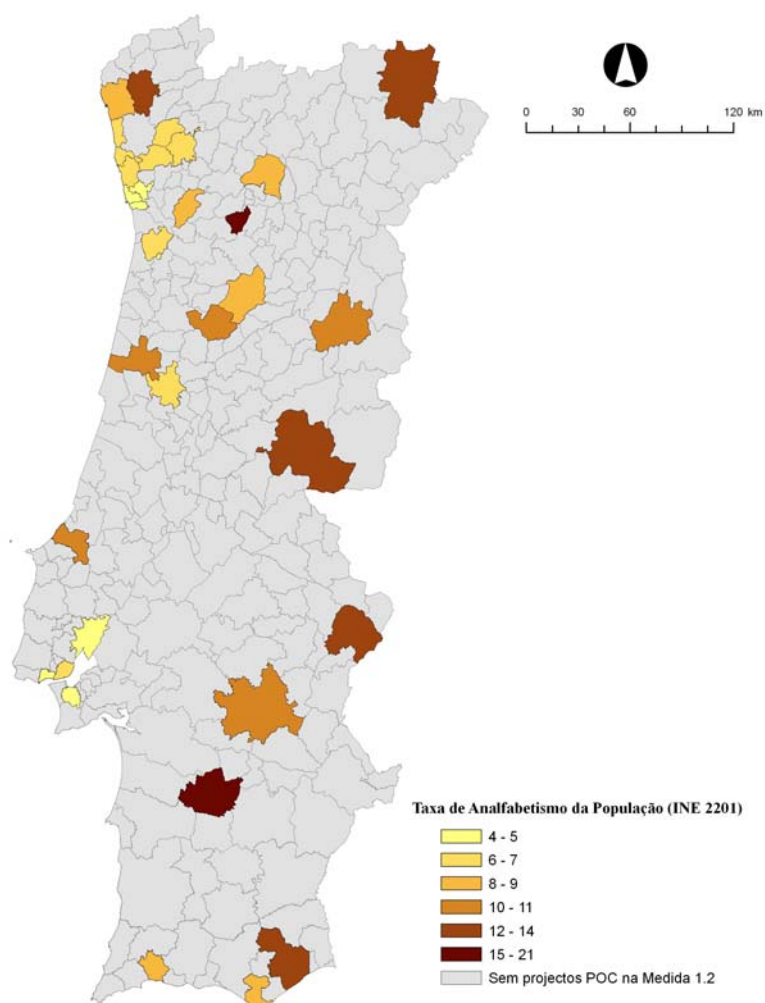 0 30 60 120 km
Taxa de Analfabetismo da População (INE 2201)
4 - 5
6 - 7
8 - 9
10 - 11
12 - 14
15 - 21
Sem projectos POC na Medida 1.2